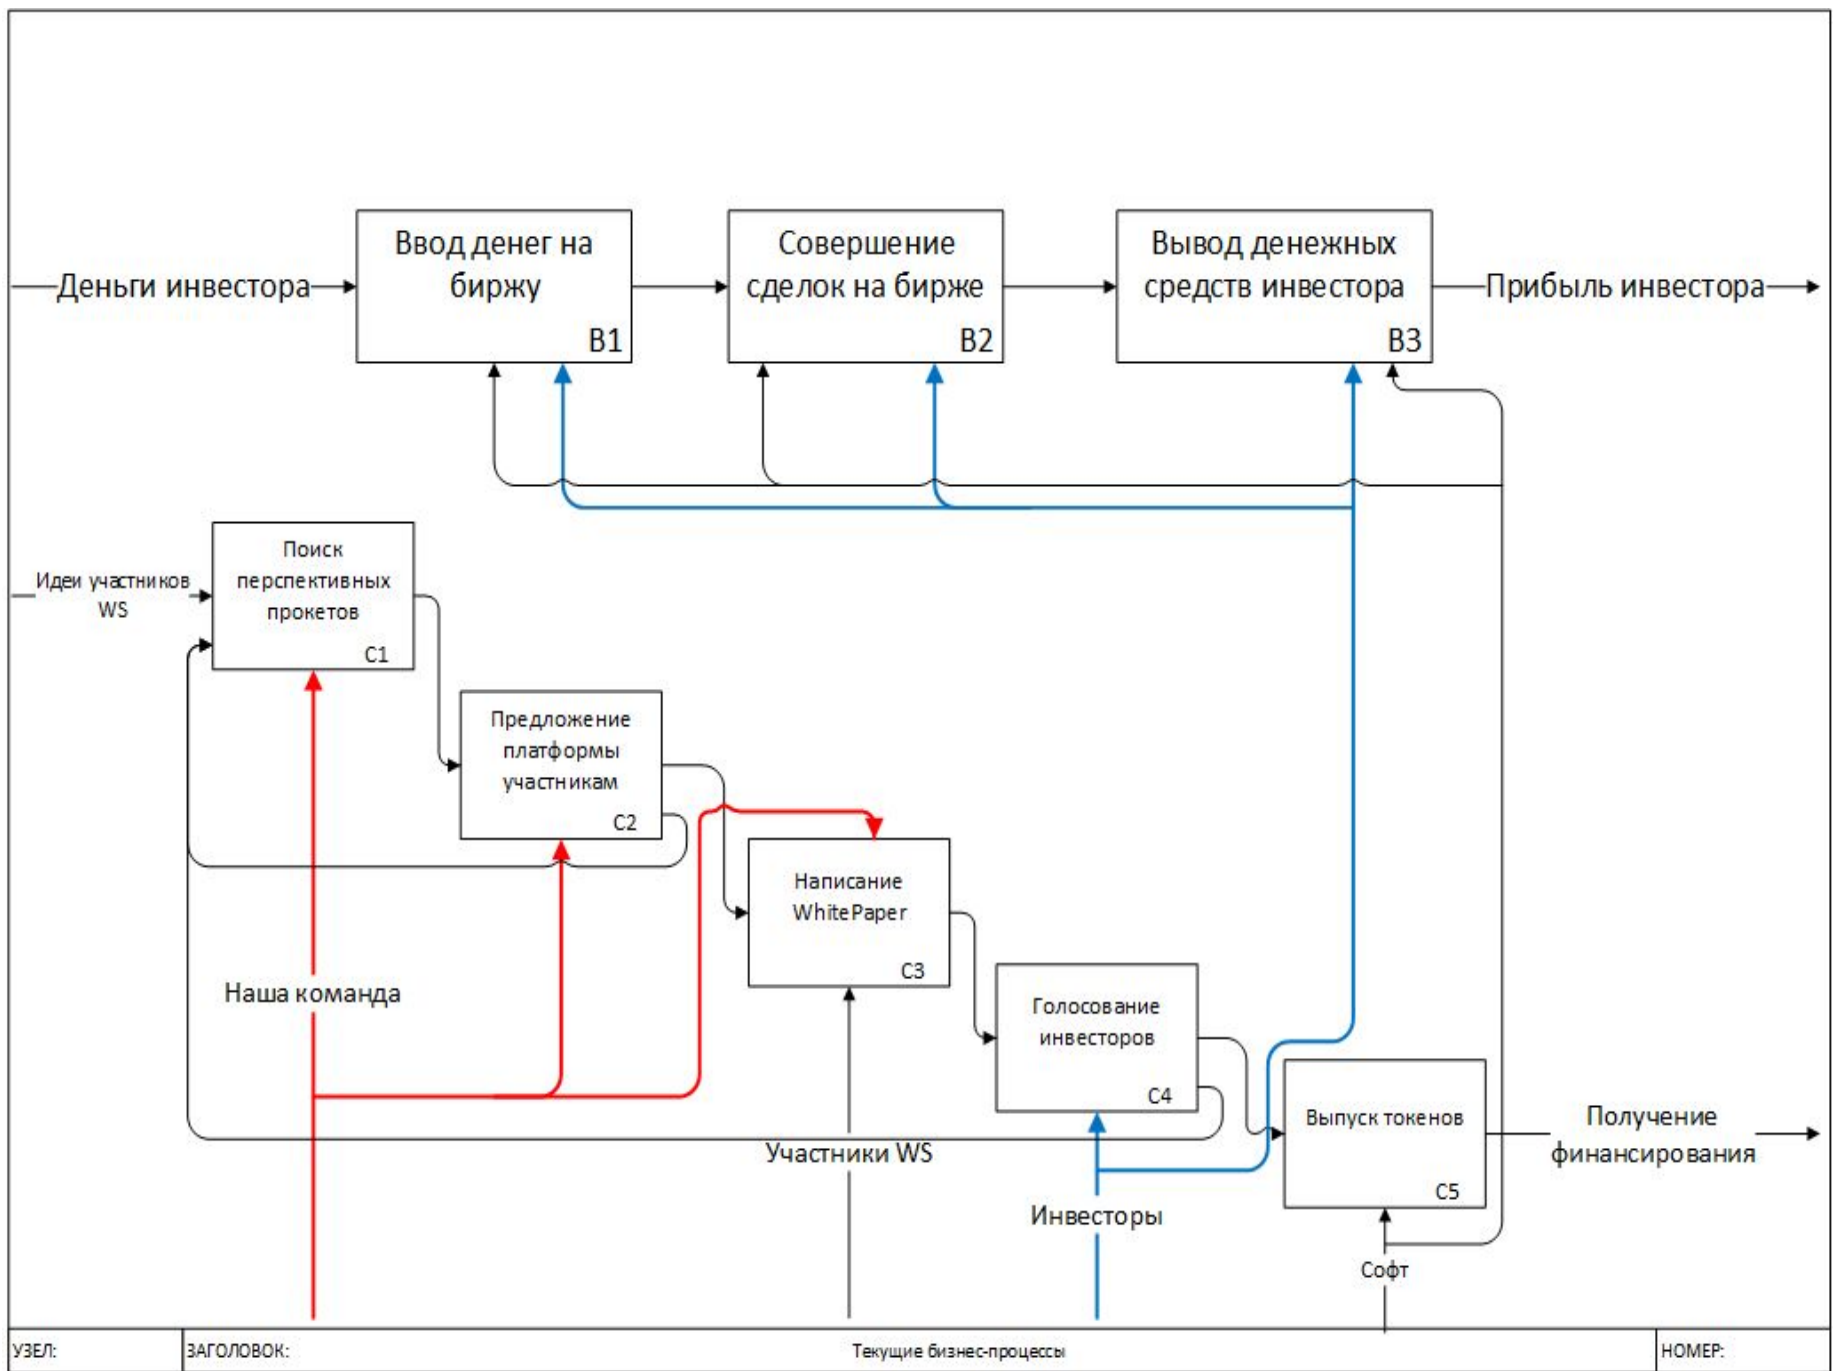 Деньги инвестора
Ввод денег на
биржу
B1
Совершение
сделок на бирже
B2
Вывод денежных
средств инвестора
B3
Прибыль инвестора
Идеи участников
WS
Поиск
перспективных
прокетов
C1
Предложение
платформы
участникам
C2
Написание
WhitePaper
C3
Наша команда
Голосование
инвесторов
C4
Выпуск токенов
C5
Получение
финансирования
Участники WS
Инвесторы
Софт
УЗЕЛ:
ЗАГОЛОВОК:
Текущие бизнес-процессы
НОМЕР: